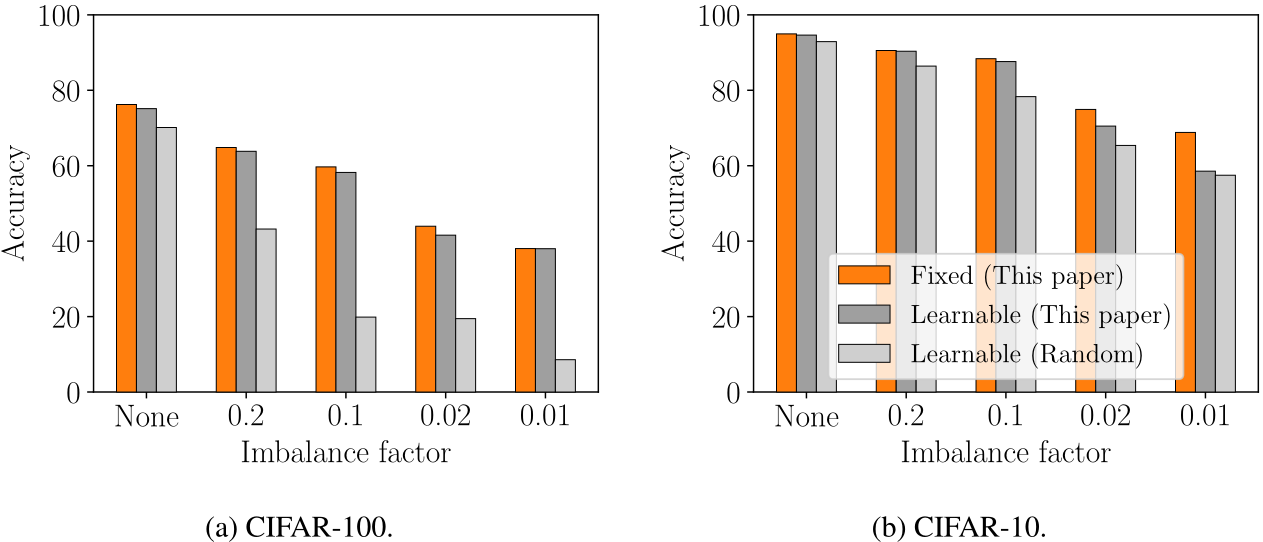 100
80
60
40
20
0
Accuracy
None 0.2 0.1 0.02 0.01
Imbalance factor
(a) CIFAR-100.
100
80
60
40
20
0
Accuracy
Fixed (This paper)
Learnable (This paper)
Learnable (Random)
None 0.2 0.1 0.02 0.01
Imbalance factor
(b) CIFAR-10.